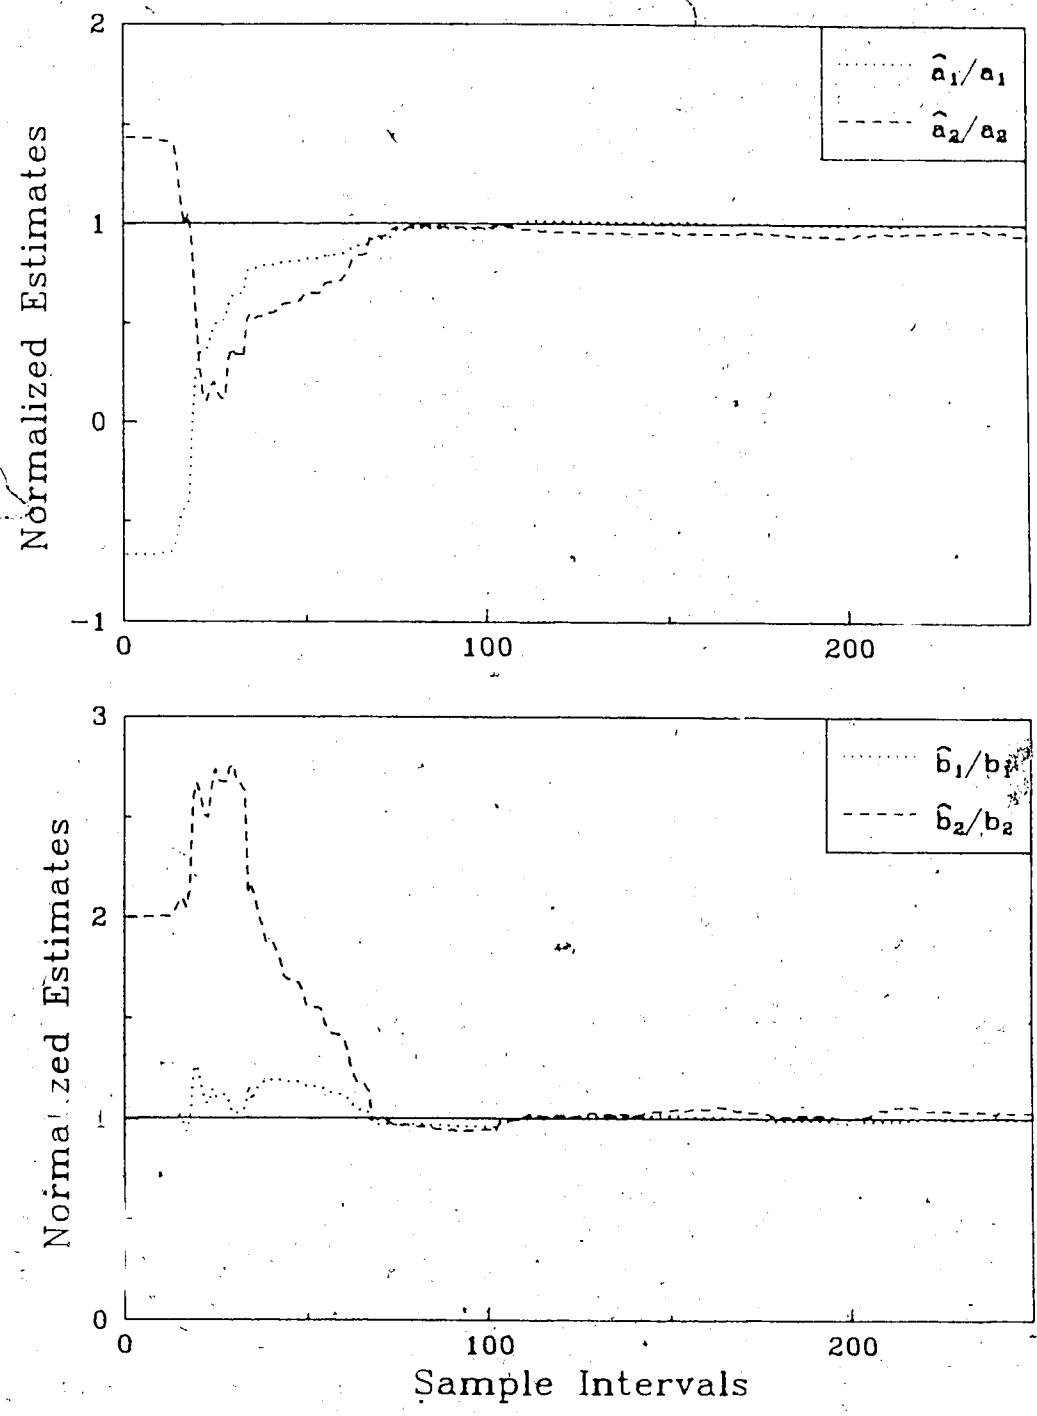 2
1
0
-1
0
100
200
Normalized Estimates
â₁/a₁
â₂/a₂
3
2
1
0
0
100
200
Normalized Estimates
b̂₁/b₁
b̂₂/b₂
Sample Intervals